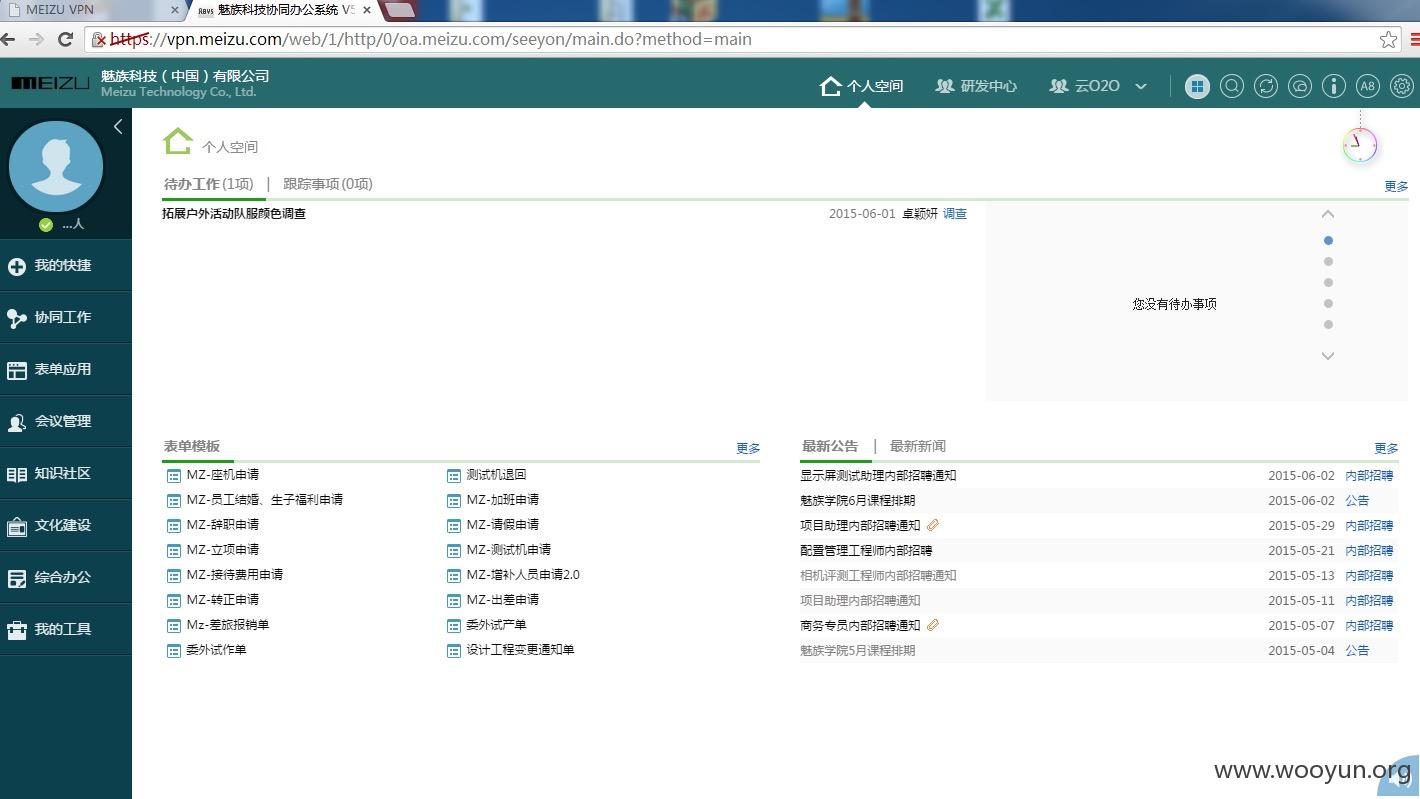 MEIZU VPN
魅族科技协同办公系统 V5
https://vpn.meizu.com/web/1/http/0/oa.meizu.com/seeyon/main.do?method=main
MEIZU
魅族科技（中国）有限公司
Meizu Technology Co., Ltd.
个人空间
研发中心
云O2O
A8
...人
我的快捷
协同工作
表单应用
会议管理
知识社区
文化建设
综合办公
我的工具
个人空间
待办工作(1项) | 跟踪事项(0项)
更多
拓展户外活动队服颜色调查 2015-06-01 卓颖妍 调查
您没有待办事项
表单模板 更多
MZ-座机申请 测试机退回
MZ-员工结婚、生子福利申请 MZ-加班申请
MZ-辞职申请 MZ-请假申请
MZ-立项申请 MZ-测试机申请
MZ-接待费用申请 MZ-增补人员申请2.0
MZ-转正申请 MZ-出差申请
Mz-差旅报销单 委外试产单
委外试作单 设计工程变更通知单
最新公告 | 最新新闻 更多
显示屏测试助理内部招聘通知 2015-06-02 内部招聘
魅族学院6月课程排期 2015-06-02 公告
项目助理内部招聘通知 2015-05-29 内部招聘
配置管理工程师内部招聘 2015-05-21 内部招聘
相机评测工程师内部招聘通知 2015-05-13 内部招聘
项目助理内部招聘通知 2015-05-11 内部招聘
商务专员内部招聘通知 2015-05-07 内部招聘
魅族学院5月课程排期 2015-05-04 公告
www.wooyun.org